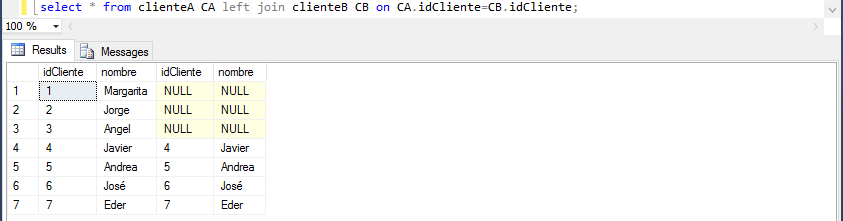 select * from clienteA CA left join clienteB CB on CA.idCliente=CB.idCliente;
100 %
Results Messages
idCliente nombre idCliente nombre
1 1 Margarita NULL NULL
2 2 Jorge NULL NULL
3 3 Angel NULL NULL
4 4 Javier 4 Javier
5 5 Andrea 5 Andrea
6 6 José 6 José
7 7 Eder 7 Eder